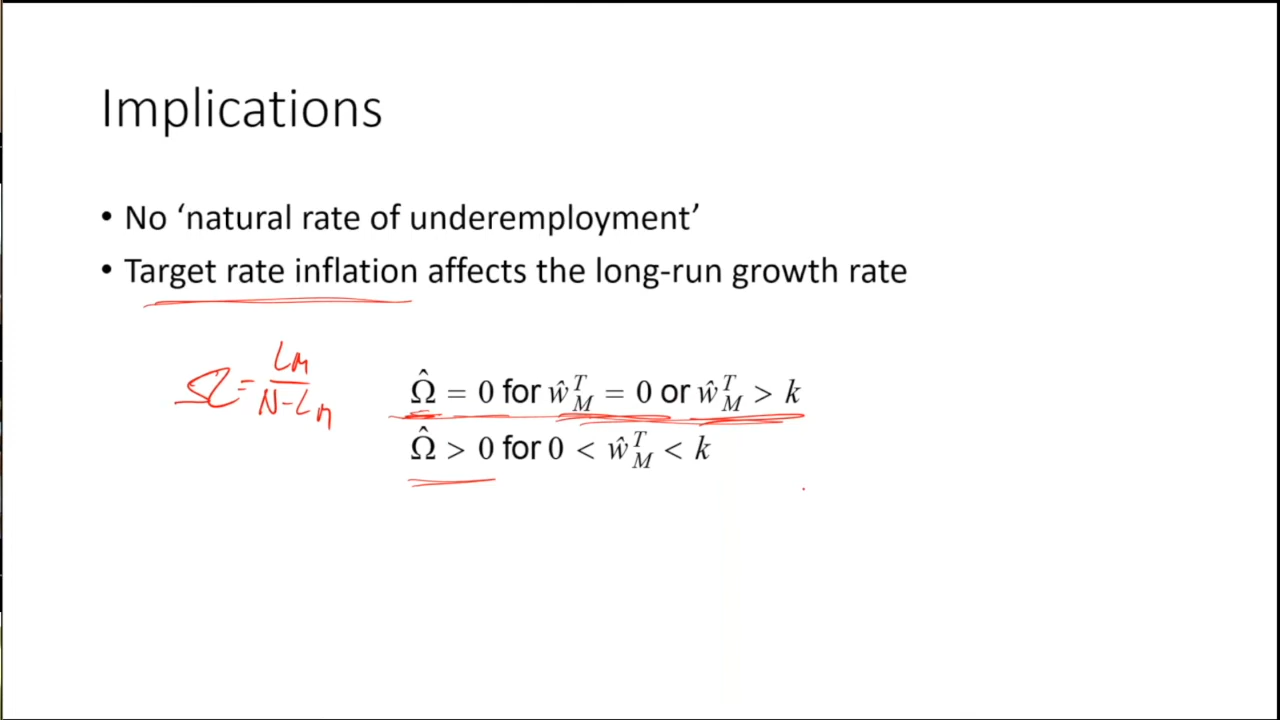 Implications
• No ‘natural rate of underemployment’
• Target rate inflation affects the long-run growth rate
Ω = L_M / (N - L_M)
Ω̂ = 0 for ŵ_M^T = 0 or ŵ_M^T > k
Ω̂ > 0 for 0 < ŵ_M^T < k